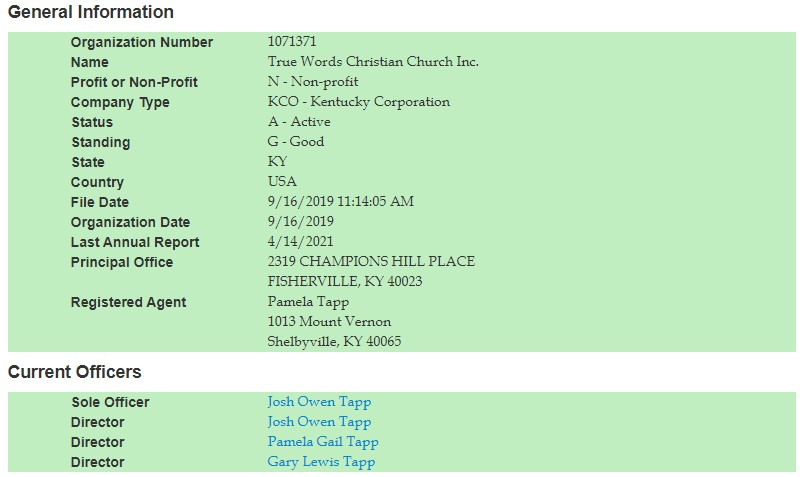 General Information
Organization Number 1071371
Name True Words Christian Church Inc.
Profit or Non-Profit N - Non-profit
Company Type KCO - Kentucky Corporation
Status A - Active
Standing G - Good
State KY
Country USA
File Date 9/16/2019 11:14:05 AM
Organization Date 9/16/2019
Last Annual Report 4/14/2021
Principal Office 2319 CHAMPIONS HILL PLACE
FISHERVILLE, KY 40023
Registered Agent Pamela Tapp
1013 Mount Vernon
Shelbyville, KY 40065
Current Officers
Sole Officer Josh Owen Tapp
Director Josh Owen Tapp
Director Pamela Gail Tapp
Director Gary Lewis Tapp